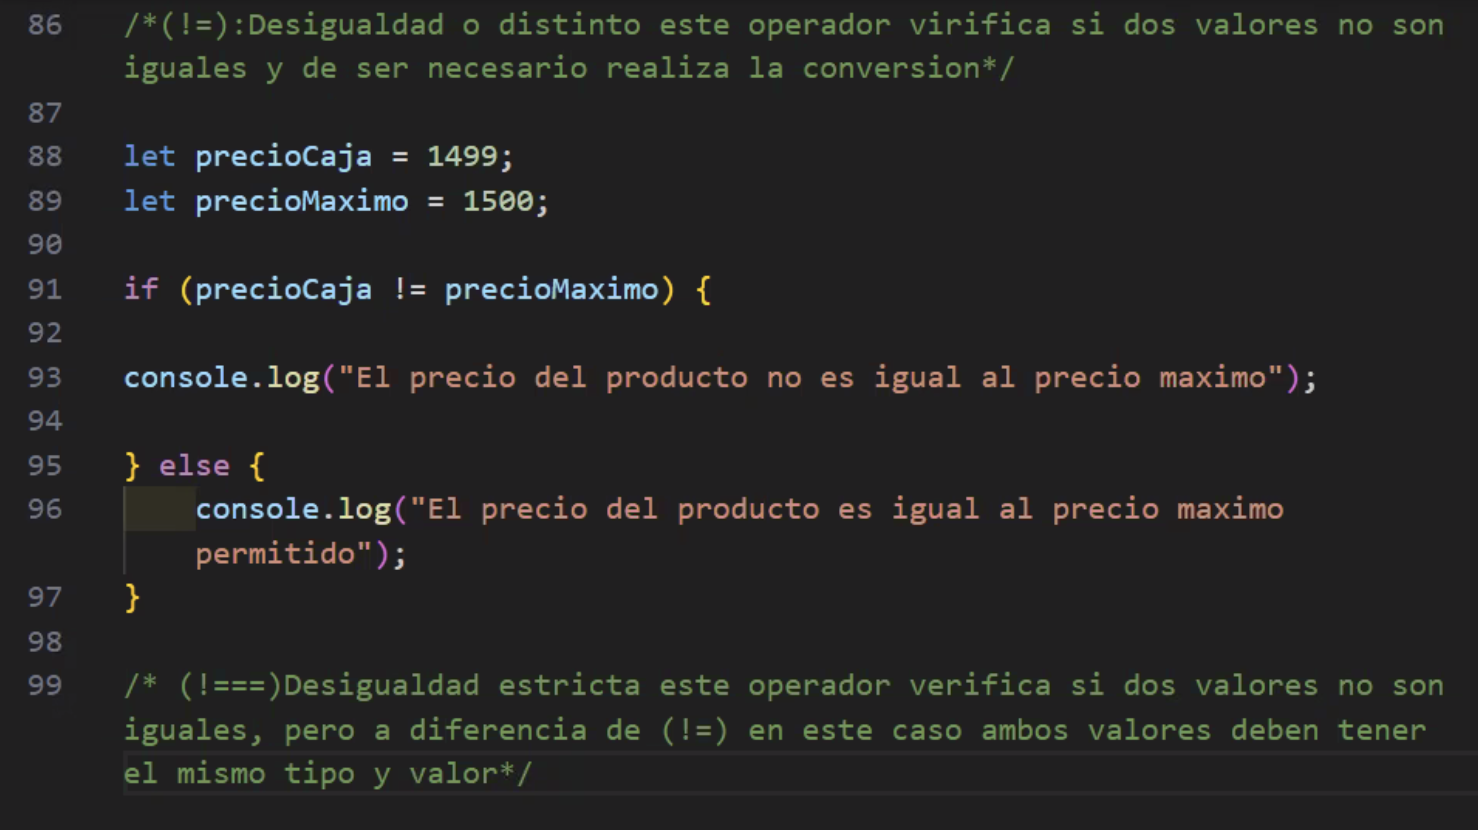 86 /*(!=):Desigualdad o distinto este operador virifica si dos valores no son
iguales y de ser necesario realiza la conversion*/
87
88 let precioCaja = 1499;
89 let precioMaximo = 1500;
90
91 if (precioCaja != precioMaximo) {
92
93 console.log("El precio del producto no es igual al precio maximo");
94
95 } else {
96 console.log("El precio del producto es igual al precio maximo
permitido");
97 }
98
99 /* (!===)Desigualdad estricta este operador verifica si dos valores no son
iguales, pero a diferencia de (!=) en este caso ambos valores deben tener
el mismo tipo y valor*/